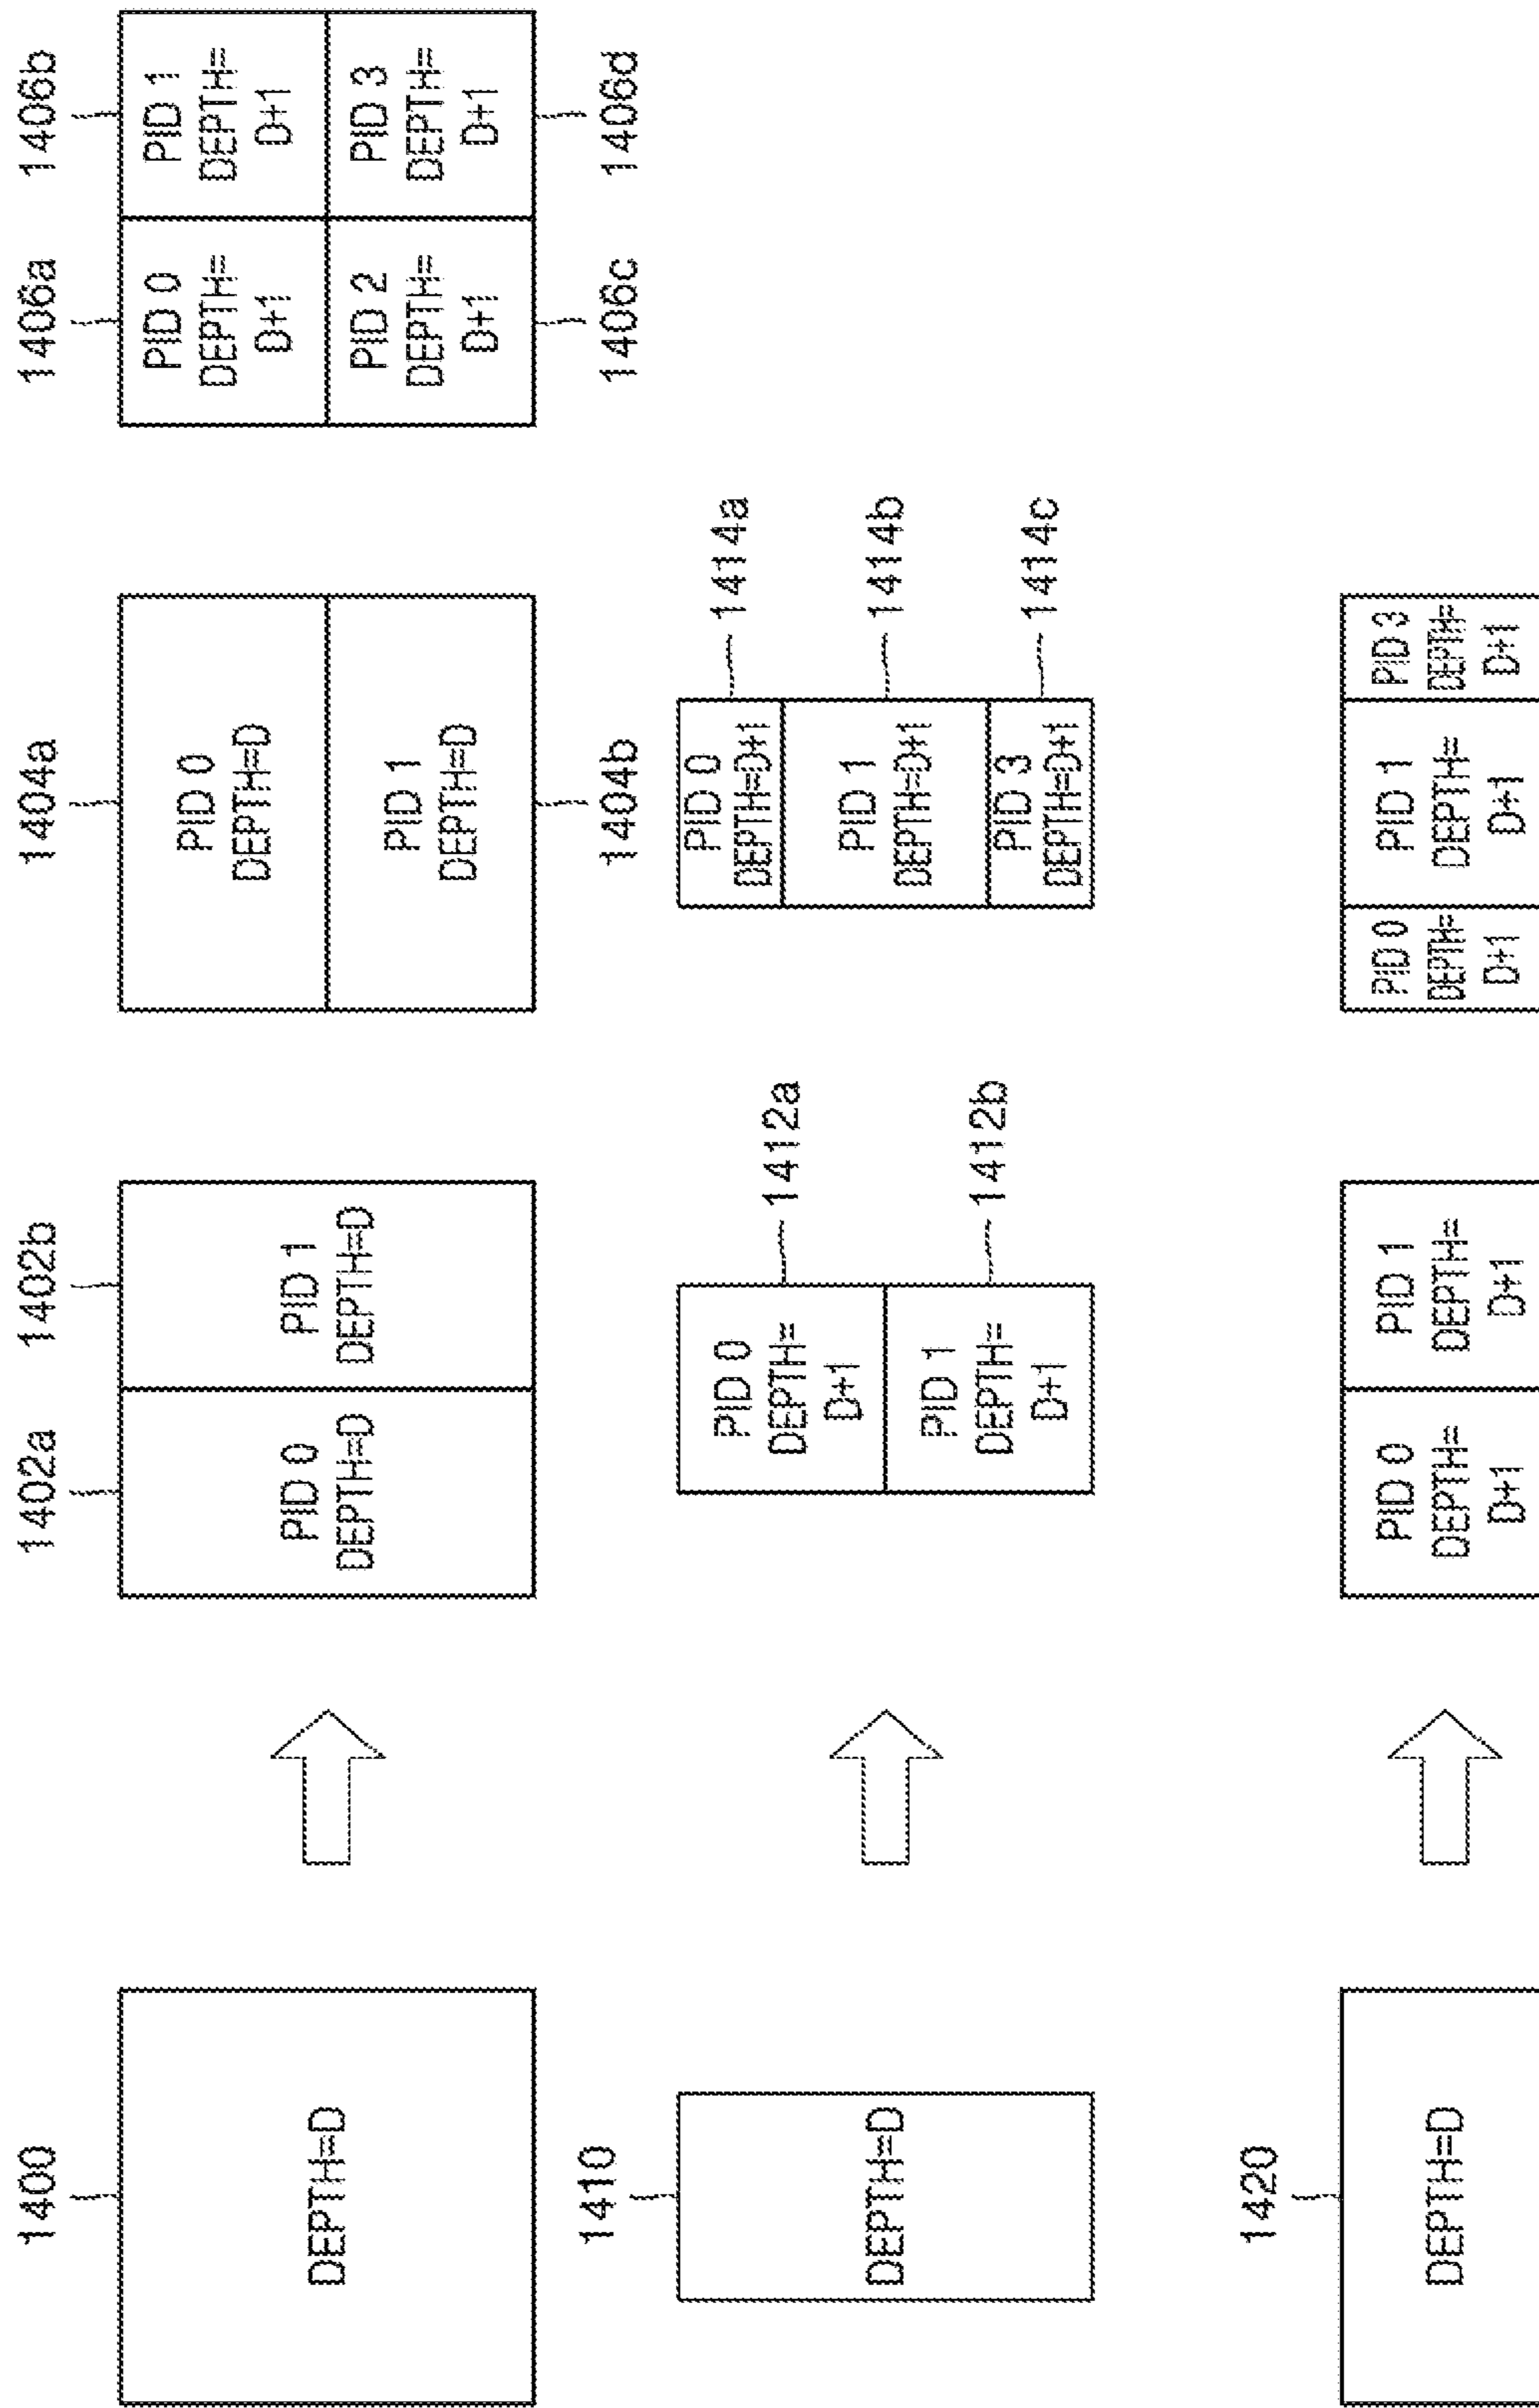 1400
DEPTH=D
1402a
PID 0
DEPTH=D
1402b
PID 1
DEPTH=D
1404a
PID 0
DEPTH=D
PID 1
DEPTH=D
1404b
1406a
PID 0
DEPTH=
D+1
1406b
PID 1
DEPTH=
D+1
PID 2
DEPTH=
D+1
1406c
PID 3
DEPTH=
D+1
1406d
1410
DEPTH=D
PID 0
DEPTH=
D+1
1412a
PID 1
DEPTH=
D+1
1412b
PID 0
DEPTH=D+1
1414a
PID 1
DEPTH=D+1
1414b
PID 3
DEPTH=D+1
1414c
1420
DEPTH=D
PID 0
DEPTH=
D+1
PID 1
DEPTH=
D+1
PID 0
DEPTH=
D+1
PID 1
DEPTH=
D+1
PID 3
DEPTH=
D+1